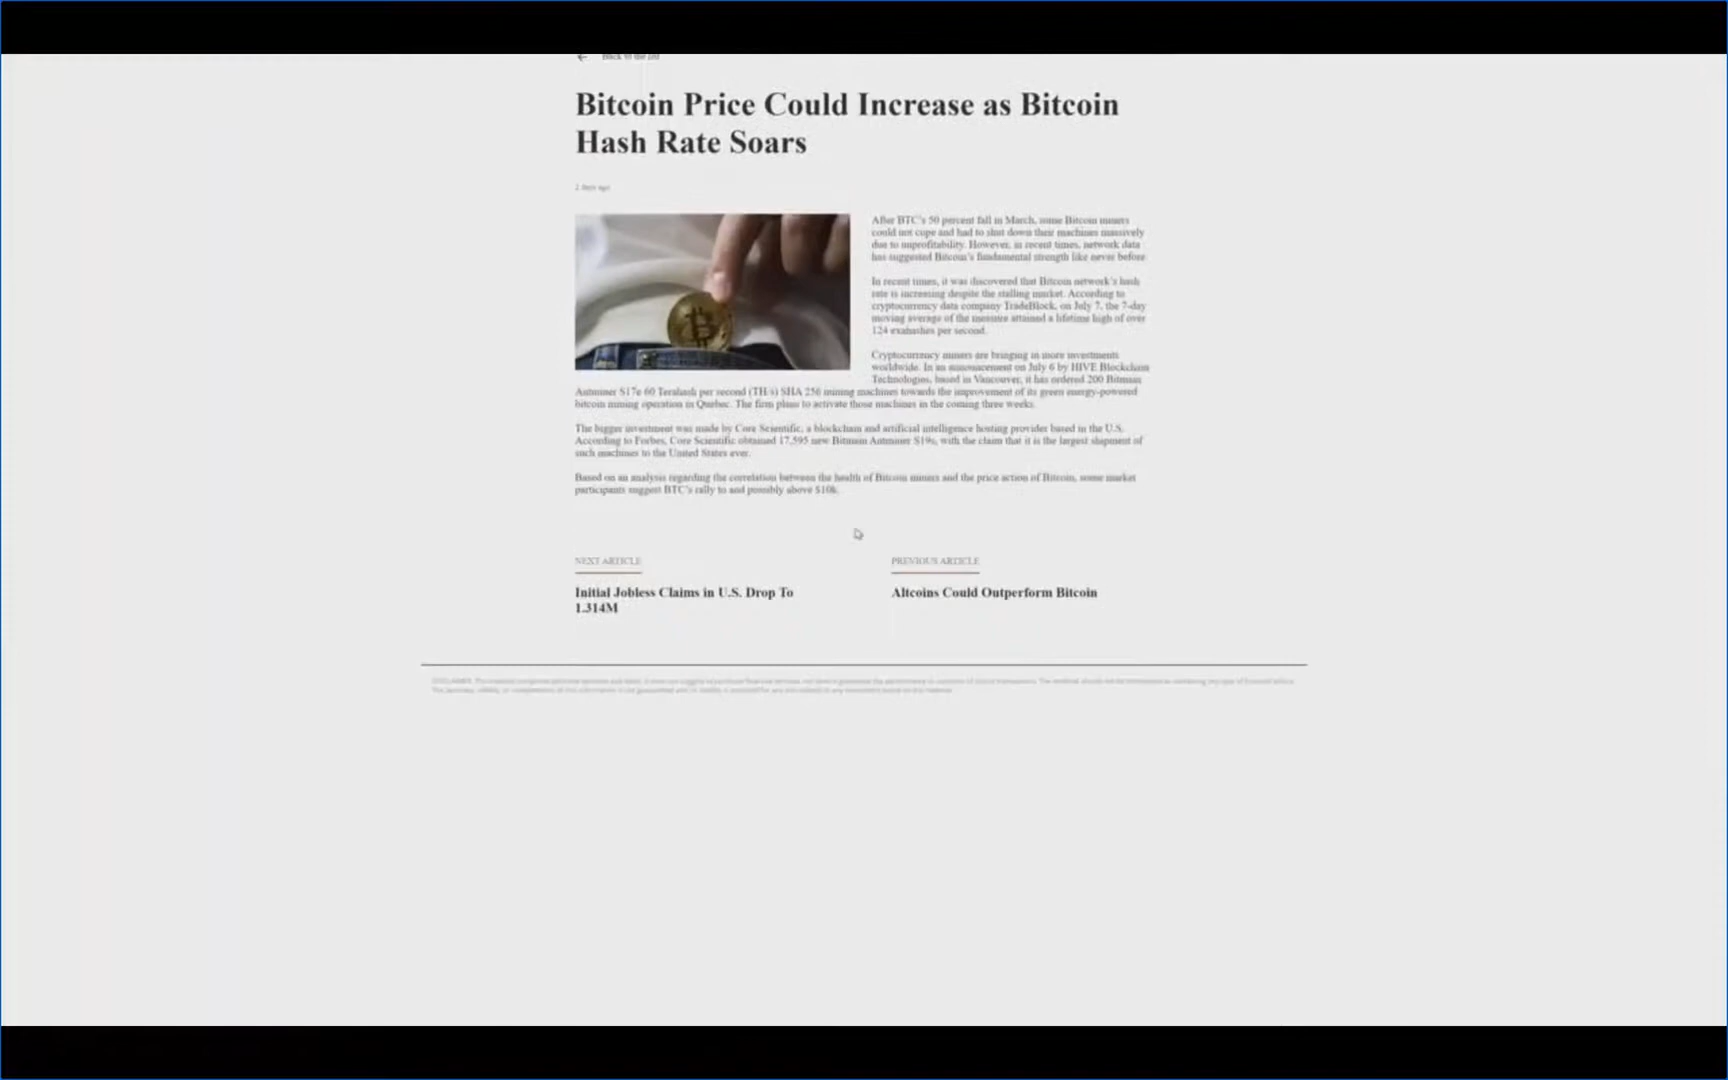 Back to the list
Bitcoin Price Could Increase as Bitcoin
Hash Rate Soars
2 days ago
After BTC's 50 percent fall in March, some Bitcoin miners
could not cope and had to shut down their machines massively
due to unprofitability. However, in recent times, network data
has suggested Bitcoin's fundamental strength like never before
In recent times, it was discovered that Bitcoin network's hash
rate is increasing despite the stalling market. According to
cryptocurrency data company TradeBlock, on July 7, the 7-day
moving average of the measure attained a lifetime high of over
124 exahashes per second.
Cryptocurrency miners are bringing in more investments
worldwide. In an announcement on July 6 by HIVE Blockchain
Technologies, based in Vancouver, it has ordered 200 Bitmain
Antminer S17e 60 Terahash per second (TH/s) SHA 256 mining machines towards the improvement of its green energy-powered
bitcoin mining operation in Quebec. The firm plans to activate those machines in the coming three weeks.
The bigger investment was made by Core Scientific, a blockchain and artificial intelligence hosting provider based in the U.S.
According to Forbes, Core Scientific obtained 17,595 new Bitmain Antminer S19s, with the claim that it is the largest shipment of
such machines to the United States ever.
Based on an analysis regarding the correlation between the health of Bitcoin miners and the price action of Bitcoin, some market
participants suggest BTC's rally to and possibly above $10k.
NEXT ARTICLE
Initial Jobless Claims in U.S. Drop To
1.314M
PREVIOUS ARTICLE
Altcoins Could Outperform Bitcoin